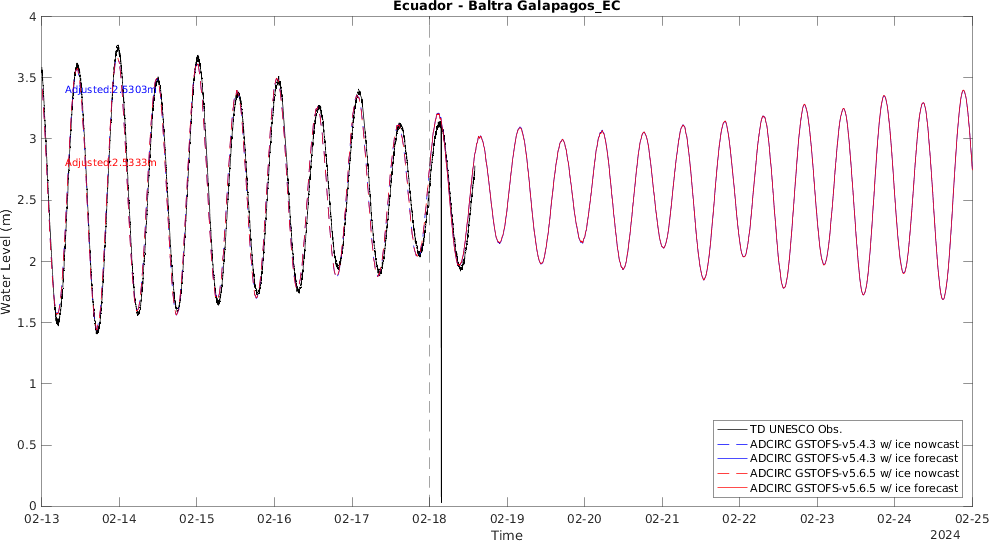 Ecuador - Baltra Galapagos_EC
4
3.5
3
2.5
2
1.5
1
0.5
0
Water Level (m)
Adjusted:2.6303m
Adjusted:2.5333m
TD UNESCO Obs.
ADCIRC GSTOFS-v5.4.3 w/ ice nowcast
ADCIRC GSTOFS-v5.4.3 w/ ice forecast
ADCIRC GSTOFS-v5.6.5 w/ ice nowcast
ADCIRC GSTOFS-v5.6.5 w/ ice forecast
02-13 02-14 02-15 02-16 02-17 02-18 02-19 02-20 02-21 02-22 02-23 02-24 02-25
Time
2024